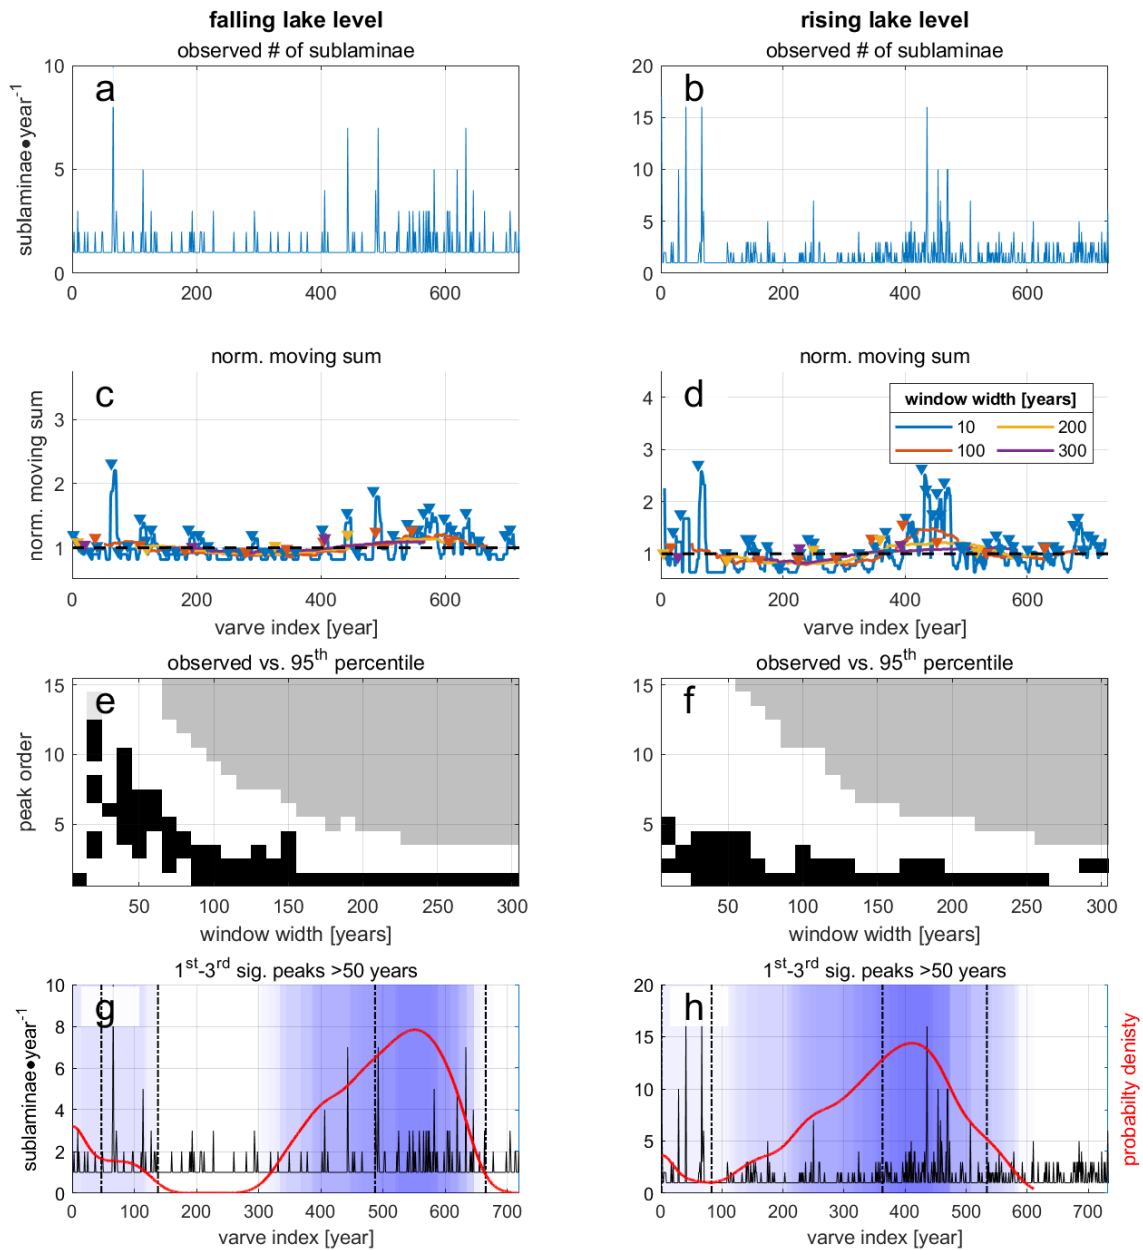 falling lake level
rising lake level
observed # of sublaminae
observed # of sublaminae
a
b
sublaminae●year-1
10
5
0
0 200 400 600
20
15
10
5
0
0 200 400 600
norm. moving sum
norm. moving sum
c
d
norm. moving sum
3
2
1
0 200 400 600
varve index [year]
4
3
2
1
0 200 400 600
varve index [year]
window width [years]
10 200
100 300
observed vs. 95th percentile
observed vs. 95th percentile
e
f
peak order
15
10
5
50 100 150 200 250 300
window width [years]
15
10
5
50 100 150 200 250 300
window width [years]
1st-3rd sig. peaks >50 years
1st-3rd sig. peaks >50 years
g
h
sublaminae●year-1
10
8
6
4
2
0
0 100 200 300 400 500 600 700
varve index [year]
20
15
10
5
0
0 100 200 300 400 500 600 700
varve index [year]
probabilty denisty